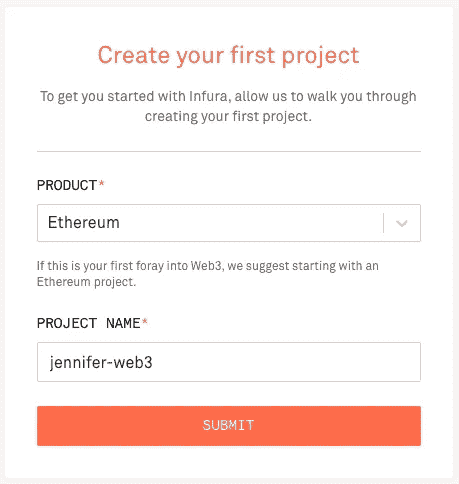 Create your first project
To get you started with Infura, allow us to walk you through
creating your first project.
PRODUCT*
Ethereum
If this is your first foray into Web3, we suggest starting with an
Ethereum project.
PROJECT NAME*
jennifer-web3
SUBMIT